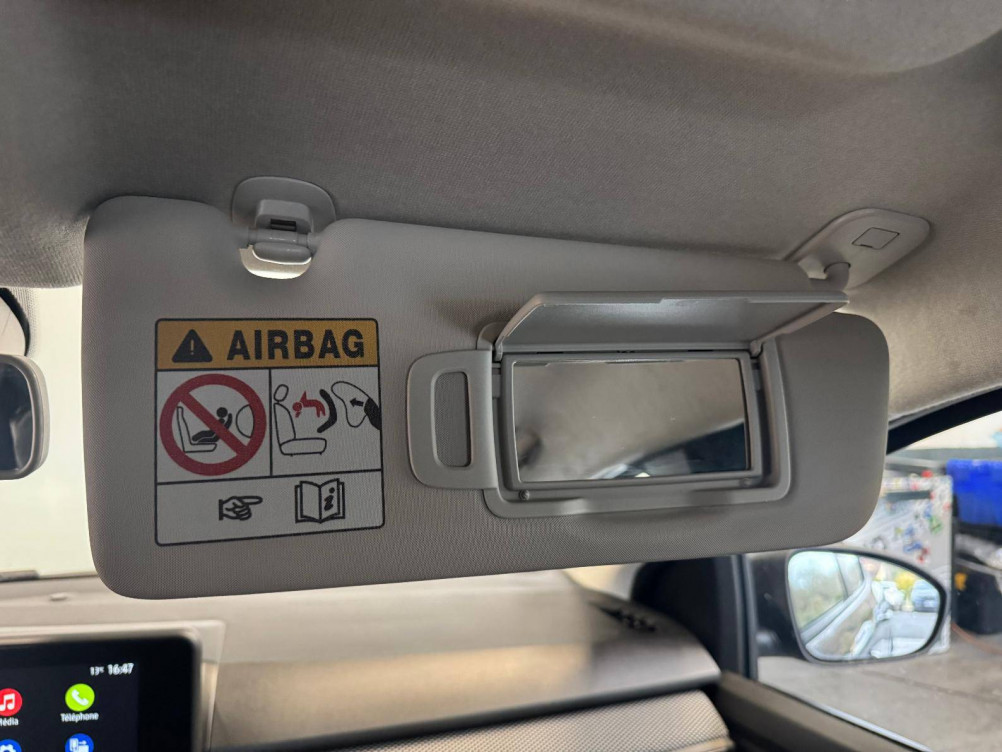 AIRBAG
13°C 16:47
Média
Téléphone